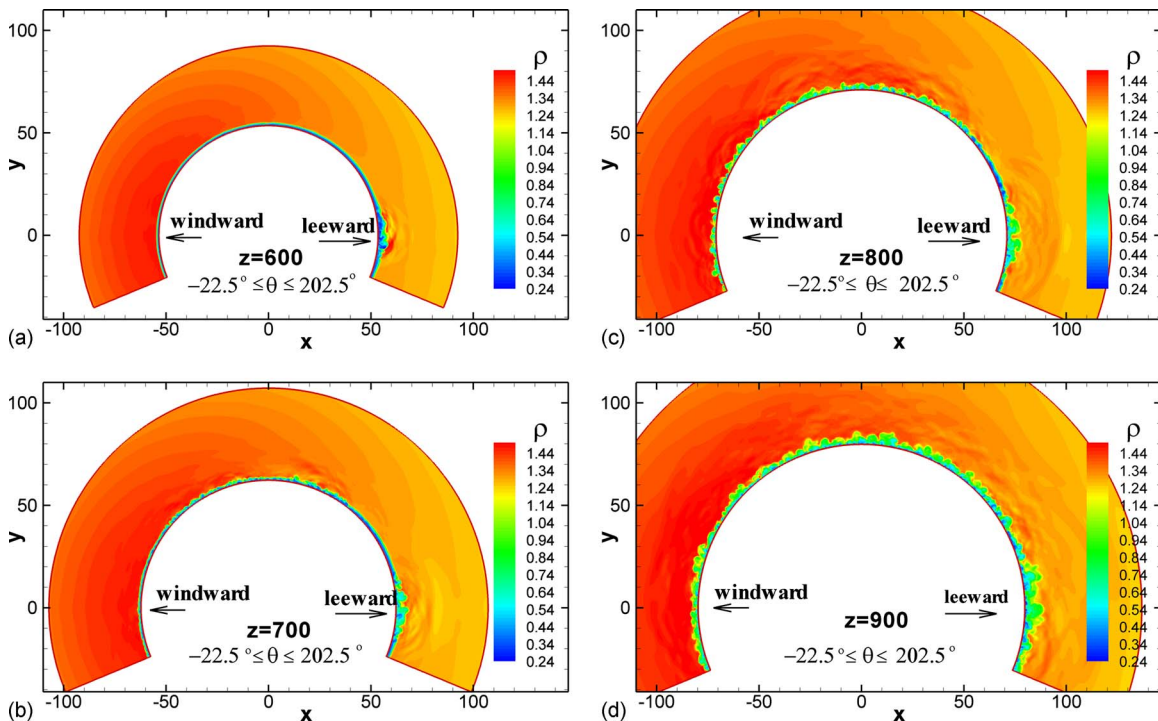 100
50
0
y
ρ
1.44
1.34
1.24
1.14
1.04
0.94
0.84
0.74
0.64
0.54
0.44
0.34
0.24
windward
leeward
z=600
−22.5° ≤θ ≤ 202.5°
-100 -50 0 50 100
x
(a)
100
50
0
y
ρ
1.44
1.34
1.24
1.14
1.04
0.94
0.84
0.74
0.64
0.54
0.44
0.34
0.24
windward
leeward
z=700
−22.5° ≤θ ≤ 202.5°
-100 -50 0 50 100
x
(b)
100
50
0
y
ρ
1.44
1.34
1.24
1.14
1.04
0.94
0.84
0.74
0.64
0.54
0.44
0.34
0.24
windward
leeward
z=800
−22.5°≤ θ≤ 202.5°
-100 -50 0 50 100
x
(c)
100
50
0
y
ρ
1.44
1.34
1.24
1.14
1.04
0.94
0.84
0.74
0.64
0.54
0.44
0.34
0.24
windward
leeward
z=900
−22.5°≤θ≤ 202.5°
-100 -50 0 50 100
x
(d)